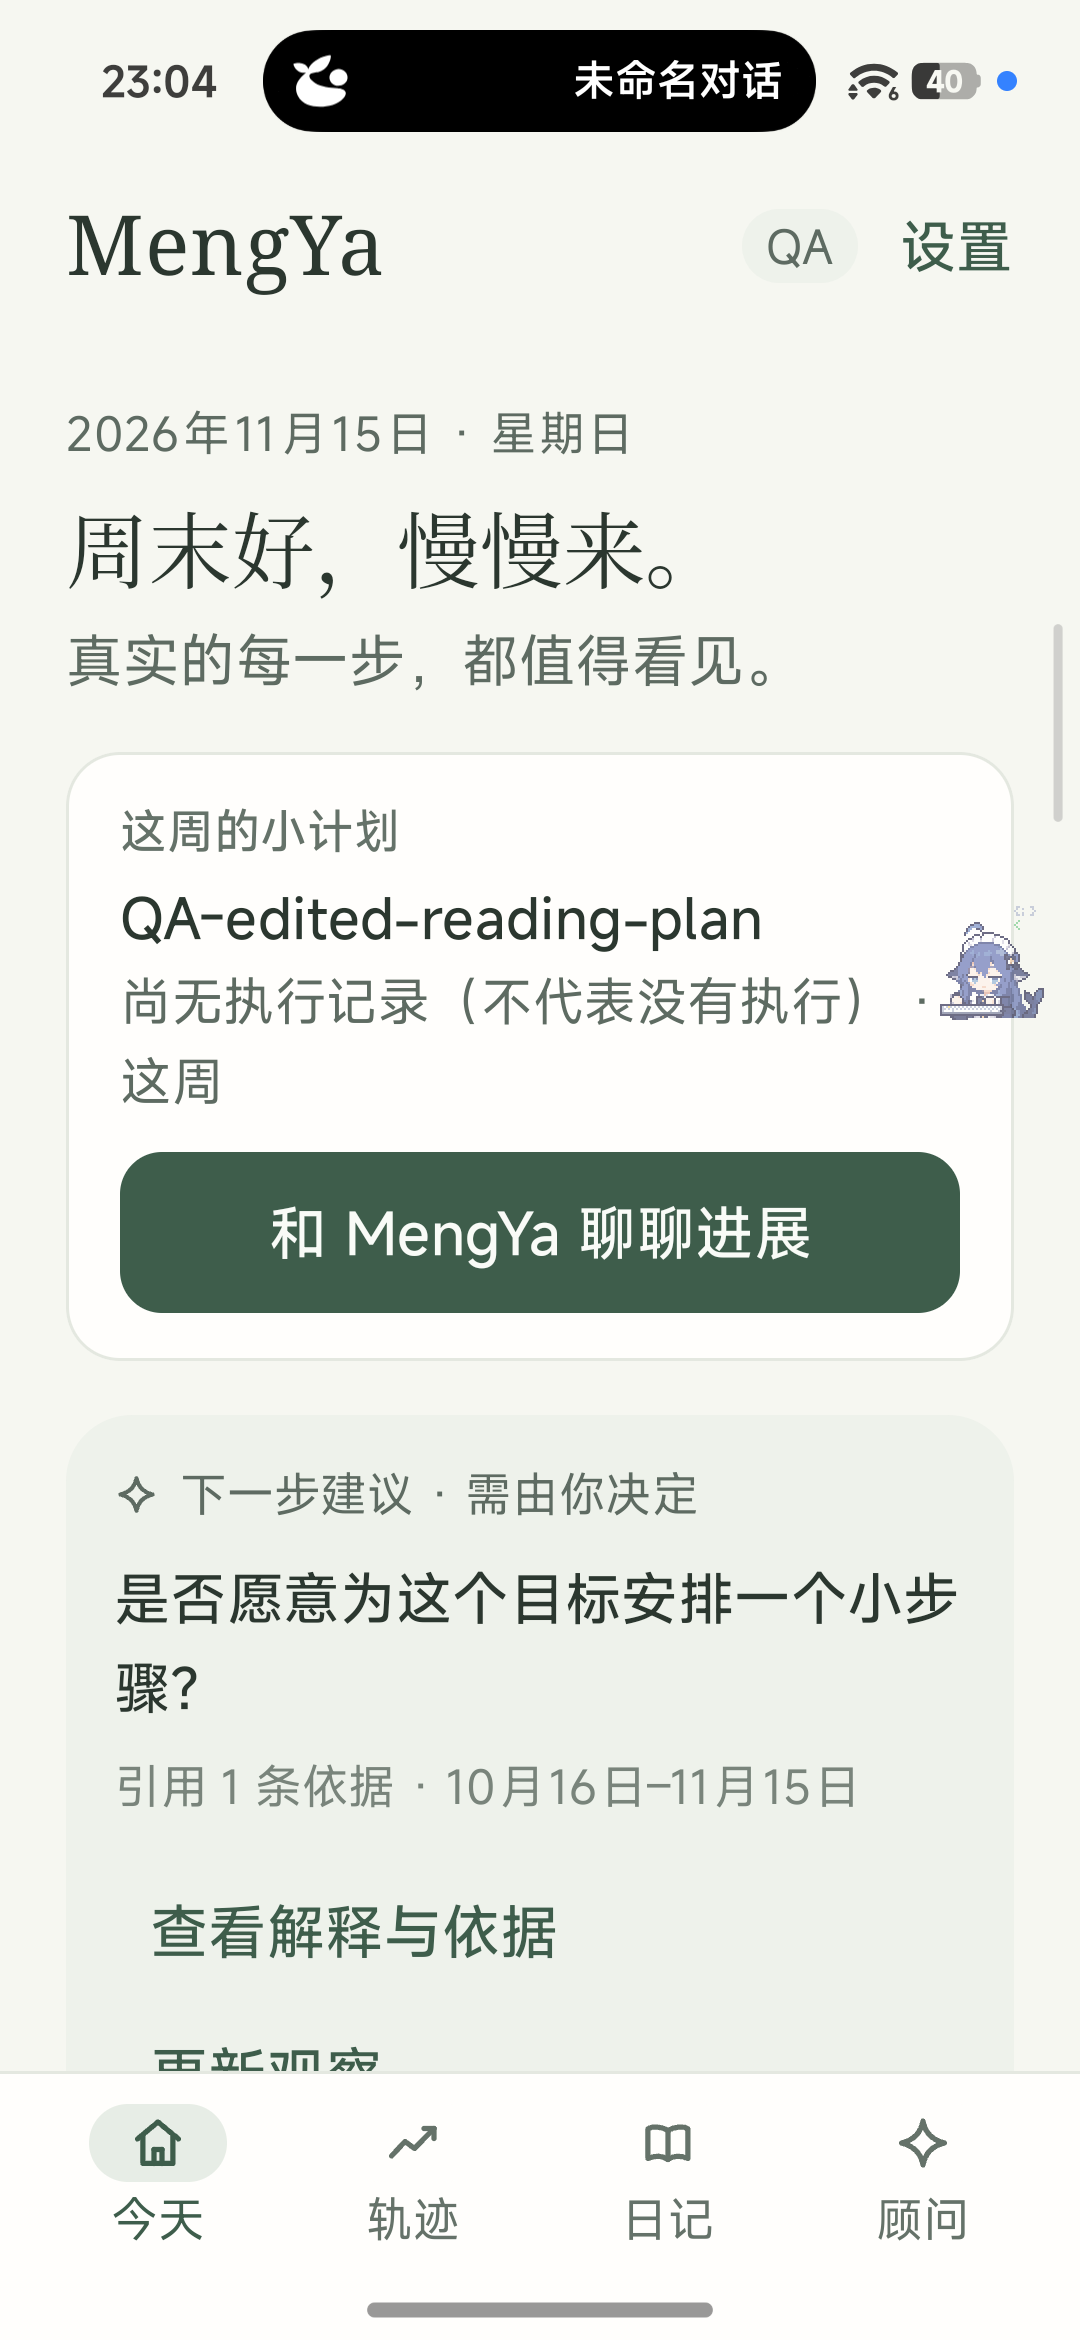 23:04
未命名对话
6
40
MengYa
QA
设置
2026年11月15日 · 星期日
周末好，慢慢来。
真实的每一步，都值得看见。
这周的小计划
QA-edited-reading-plan
尚无执行记录（不代表没有执行） ·
这周
和 MengYa 聊聊进展
下一步建议 · 需由你决定
是否愿意为这个目标安排一个小步
骤？
引用 1 条依据 · 10月16日–11月15日
查看解释与依据
更新观察
今天
轨迹
日记
顾问